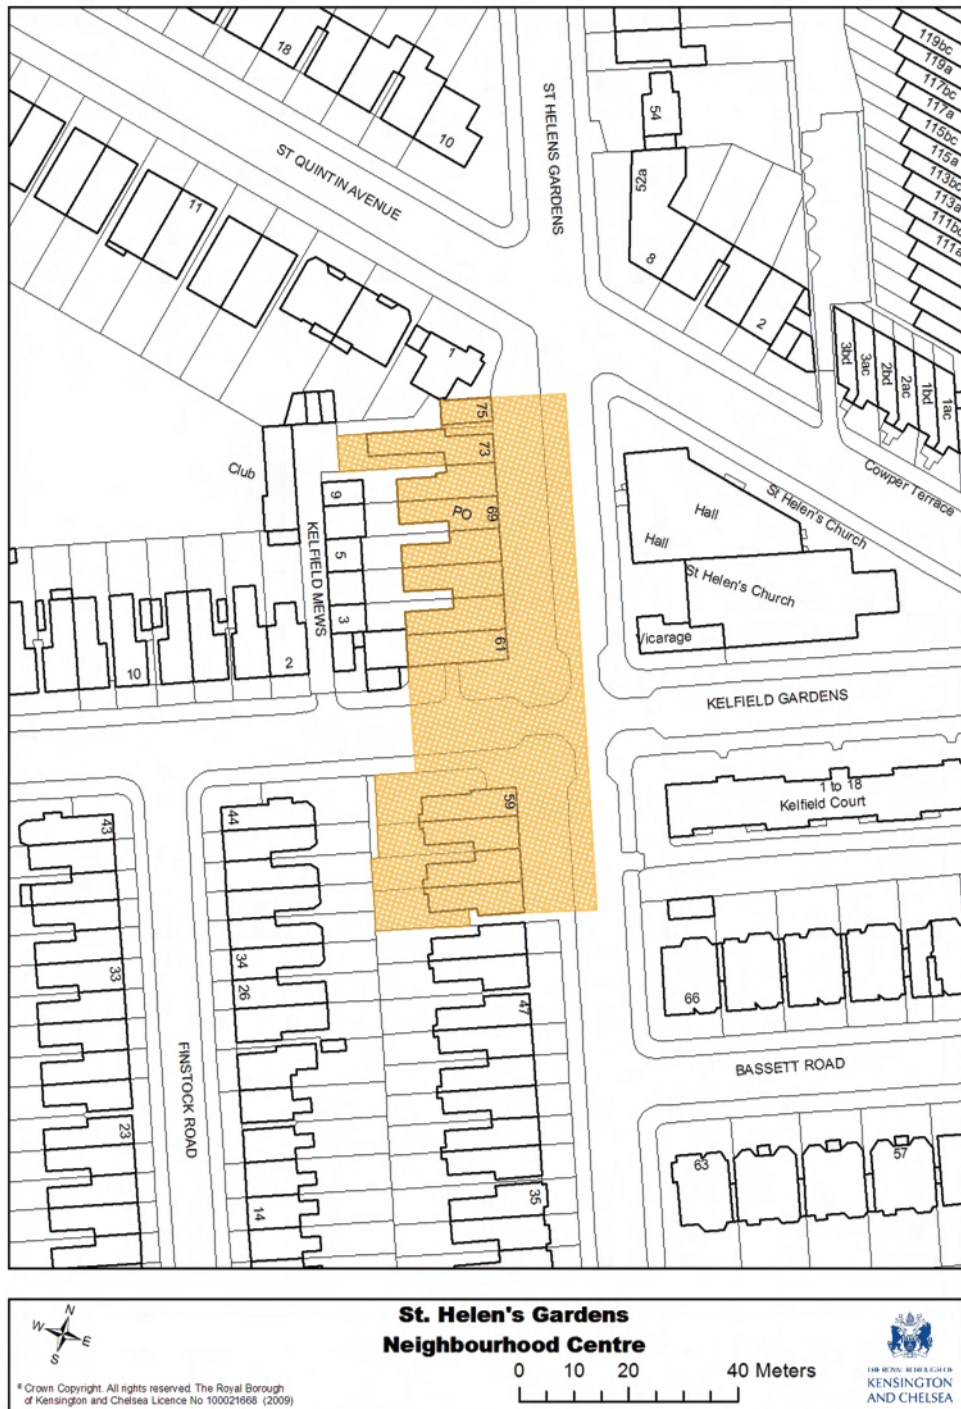 18
10
ST QUINTIN AVENUE
11
1
ST HELENS GARDENS
54
52a
8
2
119bc
119a
117bc
117a
115bc
115a
113bc
113a
111bc
111a
3bd
3ac
2bd
2ac
1bd
1ac
Cowper Terrace
St Helen's Church
Hall
Hall
St Helen's Church
Vicarage
75
73
69
PO
61
Club
9
5
3
KELFIELD MEWS
10
2
KELFIELD GARDENS
1 to 18
Kelfield Court
59
43
44
33
34
26
23
14
FINSTOCK ROAD
47
35
66
BASSETT ROAD
63
57
N
W
E
S
St. Helen's Gardens
Neighbourhood Centre
0 10 20 40 Meters
© Crown Copyright. All rights reserved. The Royal Borough
of Kensington and Chelsea Licence No 100021668 (2009)
THE ROYAL BOROUGH OF
KENSINGTON
AND CHELSEA